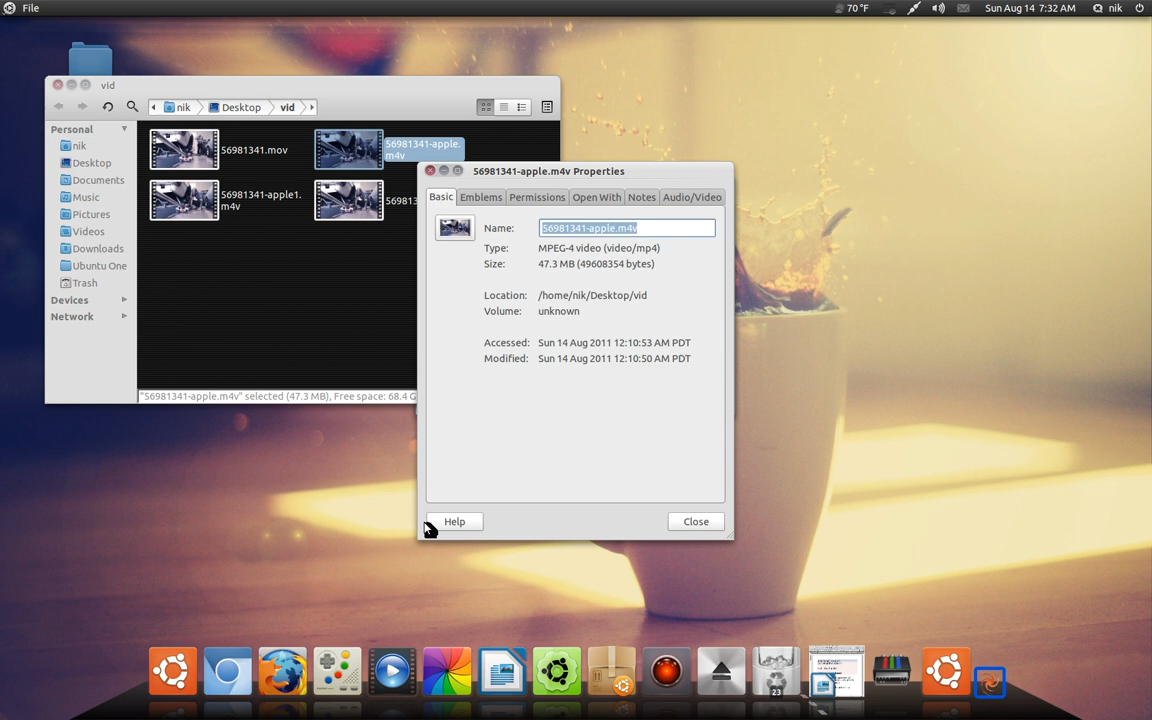 File
70 °F
Sun Aug 14 7:32 AM
nik
vid
nik
Desktop
vid
Personal
nik
Desktop
Documents
Music
Pictures
Videos
Downloads
Ubuntu One
Trash
Devices
Network
56981341.mov
56981341-apple.
m4v
56981341-apple1.
m4v
"56981341-apple.m4v" selected (47.3 MB), Free space: 68.4 G
56981341-apple.m4v Properties
Basic
Emblems
Permissions
Open With
Notes
Audio/Video
Name: 56981341-apple.m4v
Type: MPEG-4 video (video/mp4)
Size: 47.3 MB (49608354 bytes)
Location: /home/nik/Desktop/vid
Volume: unknown
Accessed: Sun 14 Aug 2011 12:10:53 AM PDT
Modified: Sun 14 Aug 2011 12:10:50 AM PDT
Help
Close
23